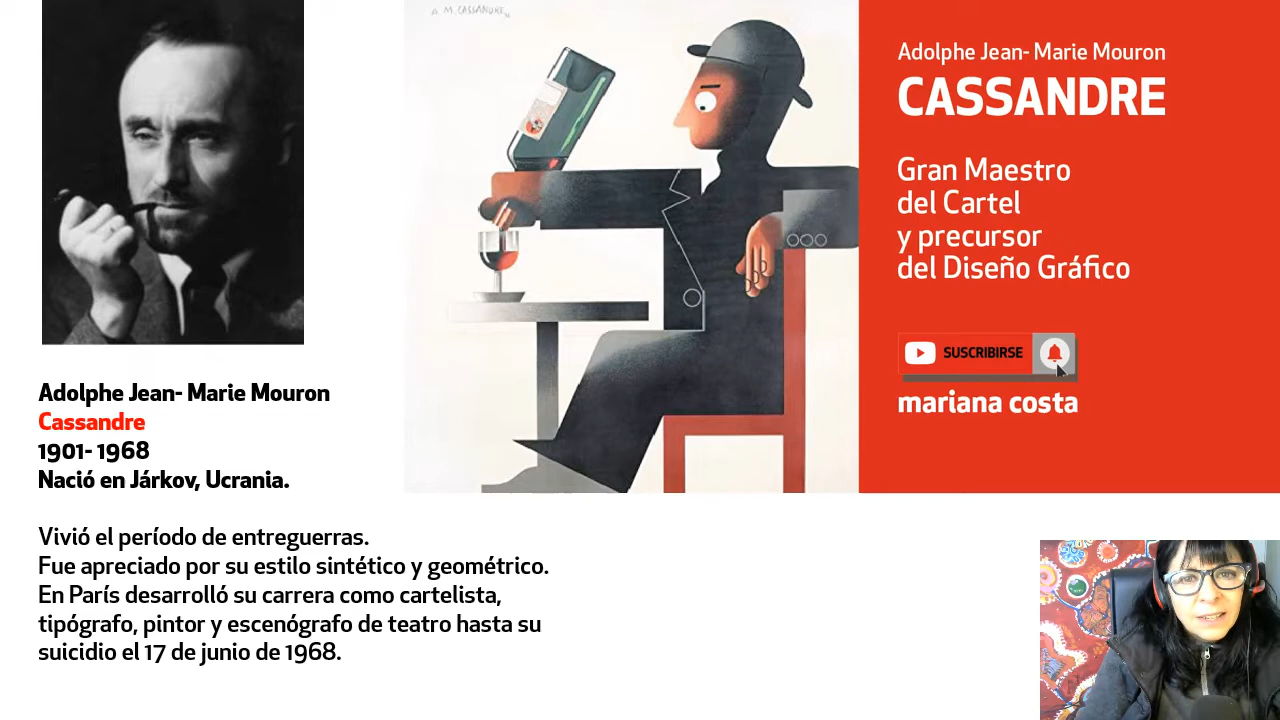 A.M.CASSANDRE
Adolphe Jean- Marie Mouron
CASSANDRE
Gran Maestro
del Cartel
y precursor
del Diseño Gráfico
SUSCRIBIRSE
mariana costa
Adolphe Jean- Marie Mouron
Cassandre
1901- 1968
Nació en Járkov, Ucrania.
Vivió el período de entreguerras.
Fue apreciado por su estilo sintético y geométrico.
En París desarrolló su carrera como cartelista,
tipógrafo, pintor y escenógrafo de teatro hasta su
suicidio el 17 de junio de 1968.